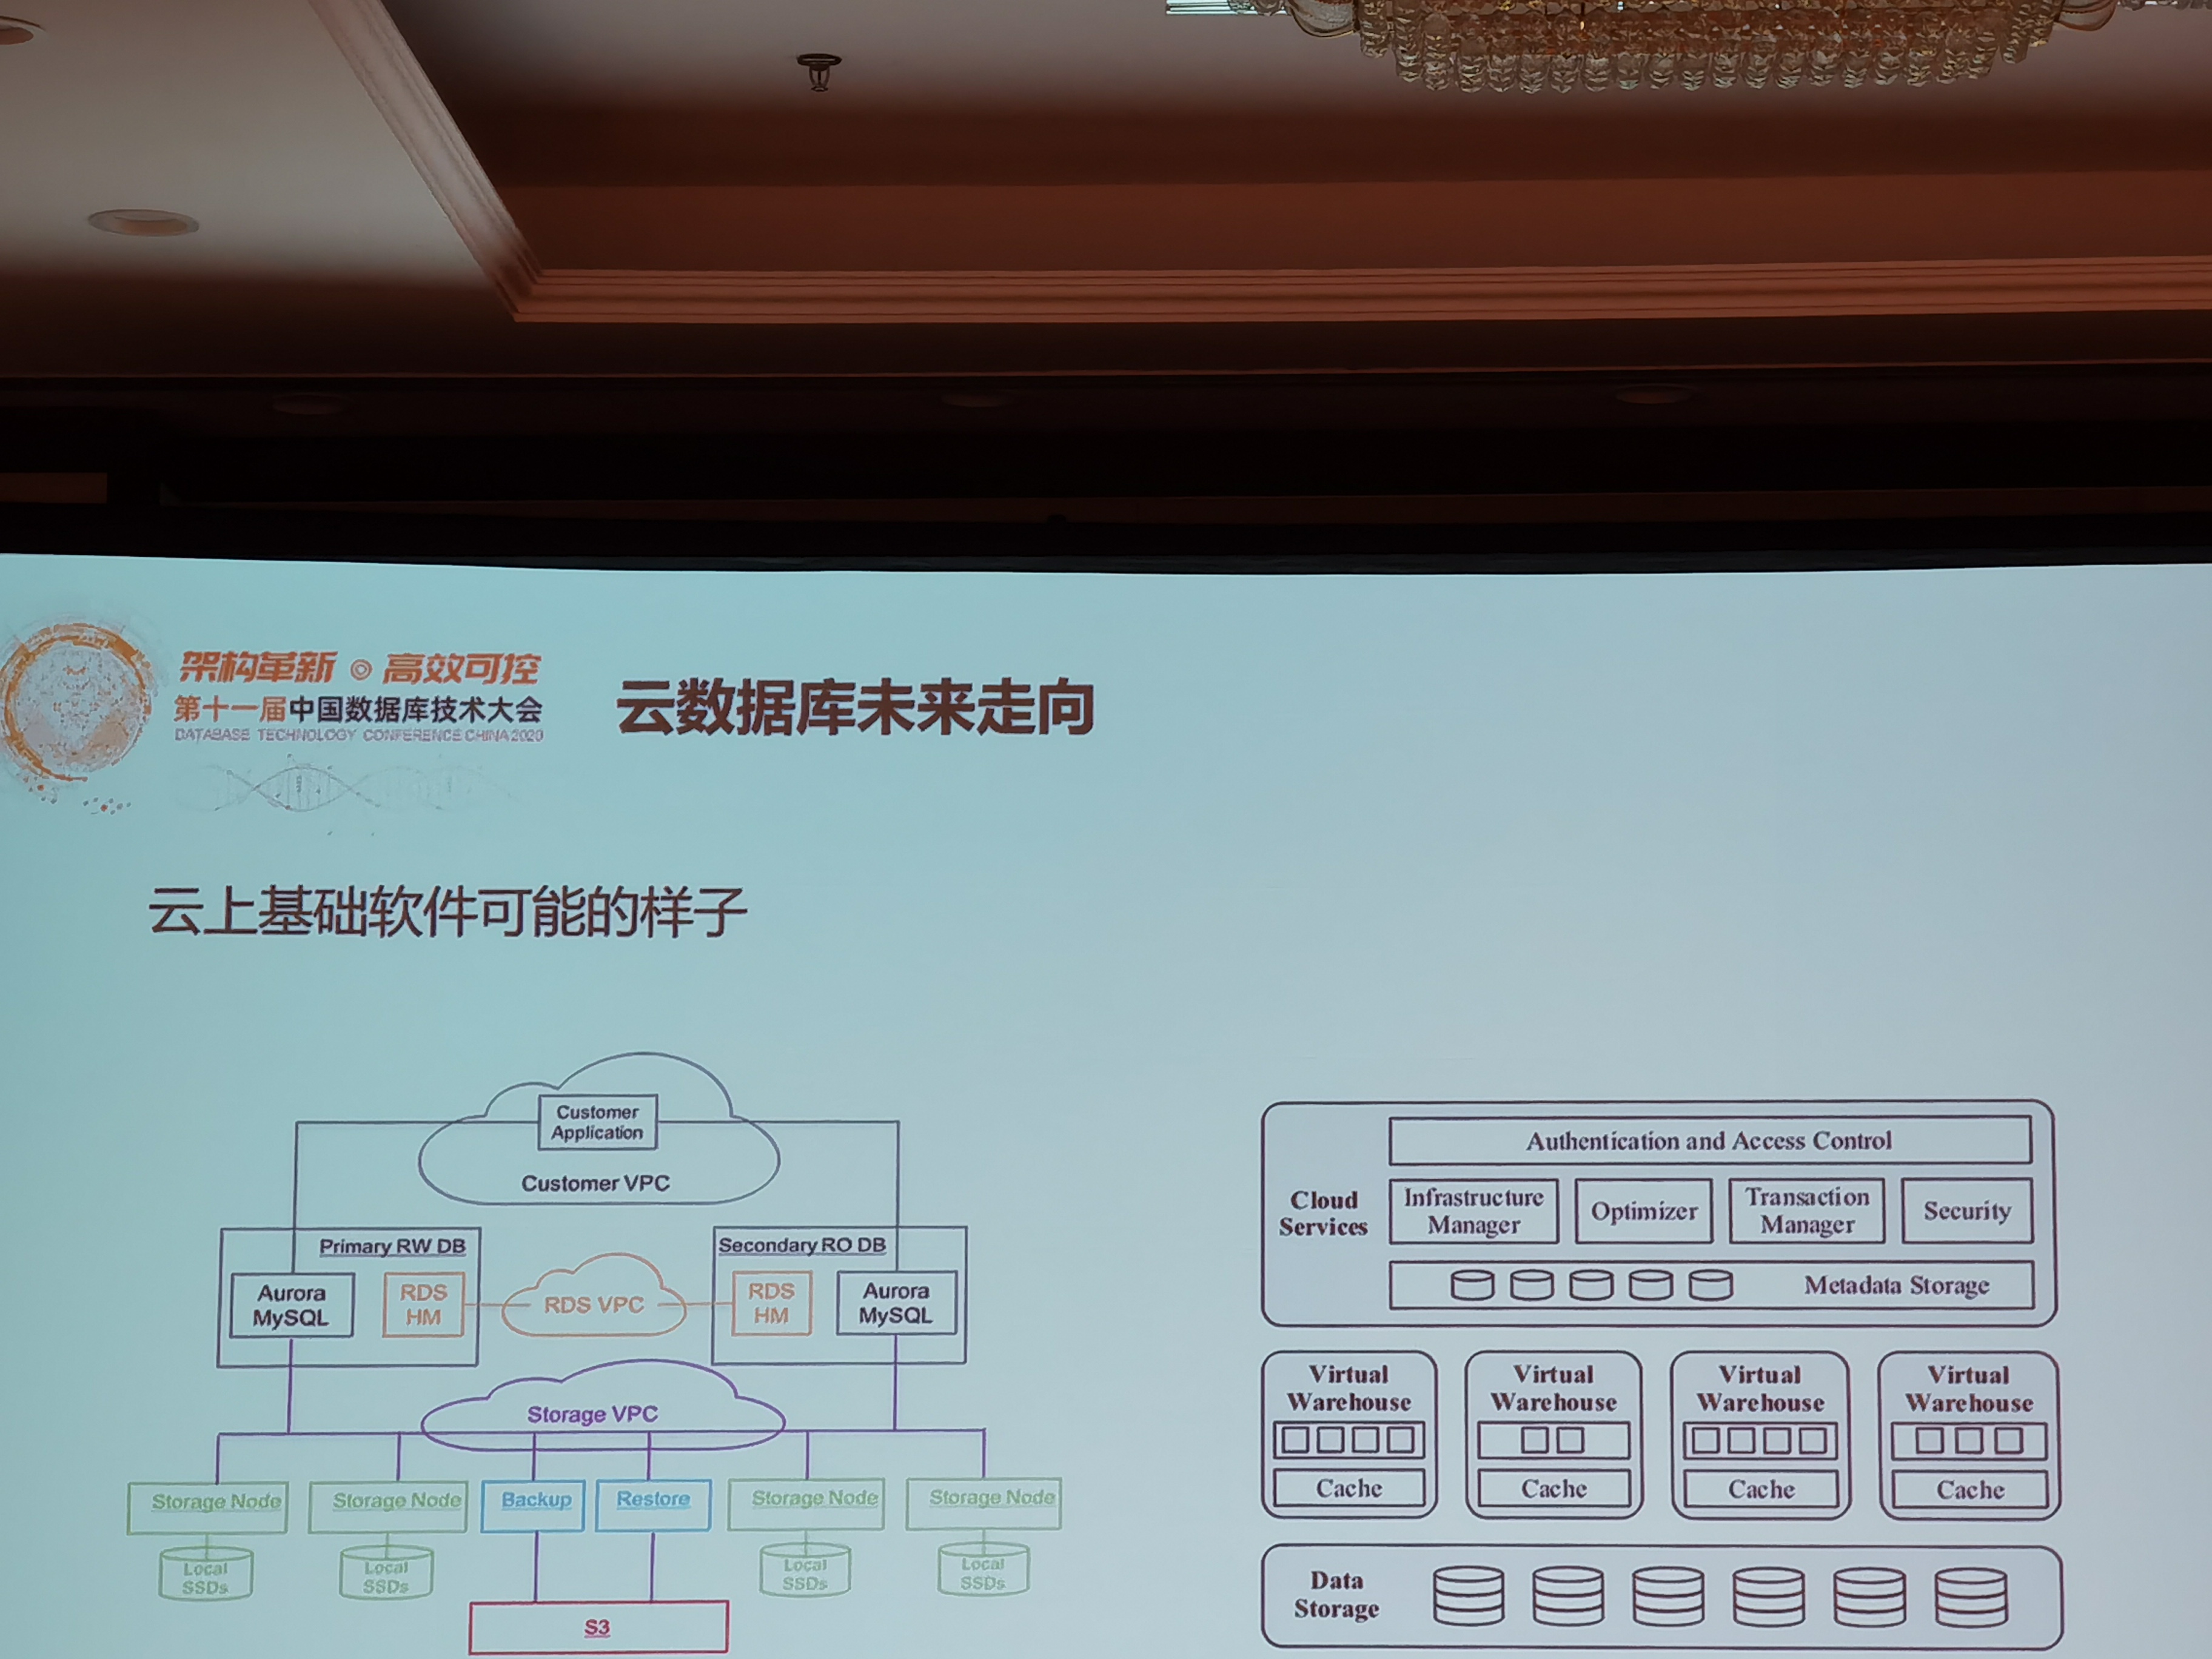 架构革新 高效可控
第十一届中国数据库技术大会
DATABASE TECHNOLOGY CONFERENCE CHINA 2020
云数据库未来走向
云上基础软件可能的样子
Customer
Application
Customer VPC
Primary RW DB
Secondary RO DB
Aurora
MySQL
RDS
HM
RDS VPC
RDS
HM
Aurora
MySQL
Storage VPC
Storage Node
Storage Node
Backup
Restore
Storage Node
Storage Node
Local
SSDs
Local
SSDs
Local
SSDs
Local
SSDs
S3
Cloud
Services
Authentication and Access Control
Infrastructure
Manager
Optimizer
Transaction
Manager
Security
Metadata Storage
Virtual
Warehouse
Cache
Virtual
Warehouse
Cache
Virtual
Warehouse
Cache
Virtual
Warehouse
Cache
Data
Storage